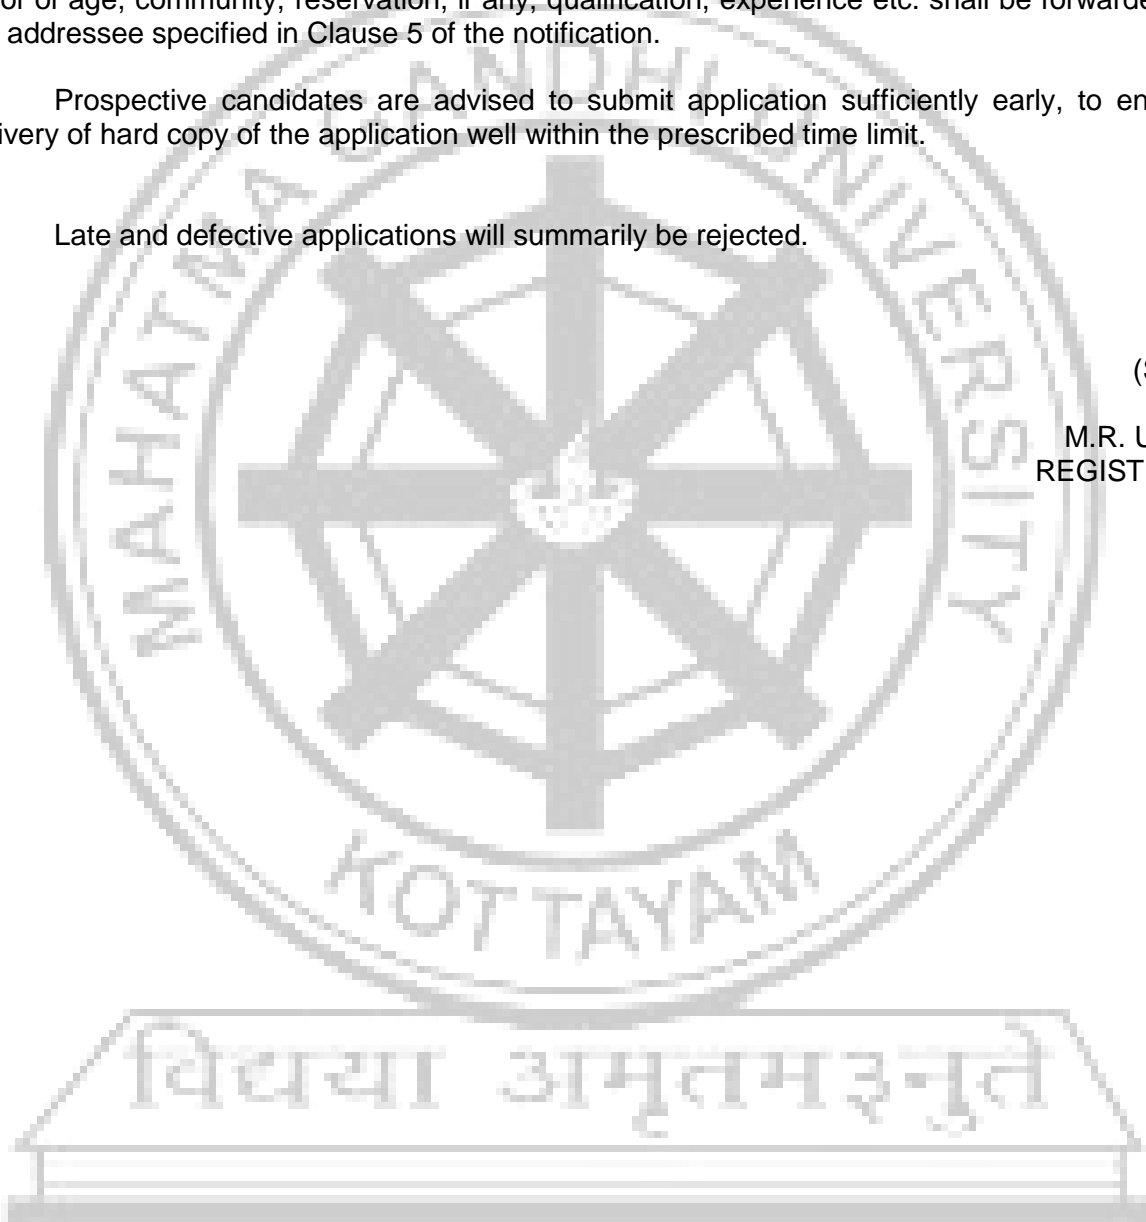 or of age, community, reservation, if any, qualification, experience etc. shall be forwarde
addressee specified in Clause 5 of the notification.
Prospective candidates are advised to submit application sufficiently early, to en
ivery of hard copy of the application well within the prescribed time limit.
Late and defective applications will summarily be rejected.
(S
M.R. U
REGIST
MAHATMA GANDHI UNIVERSITY
KOTTAYAM
विद्यया अमृतमश्नुते